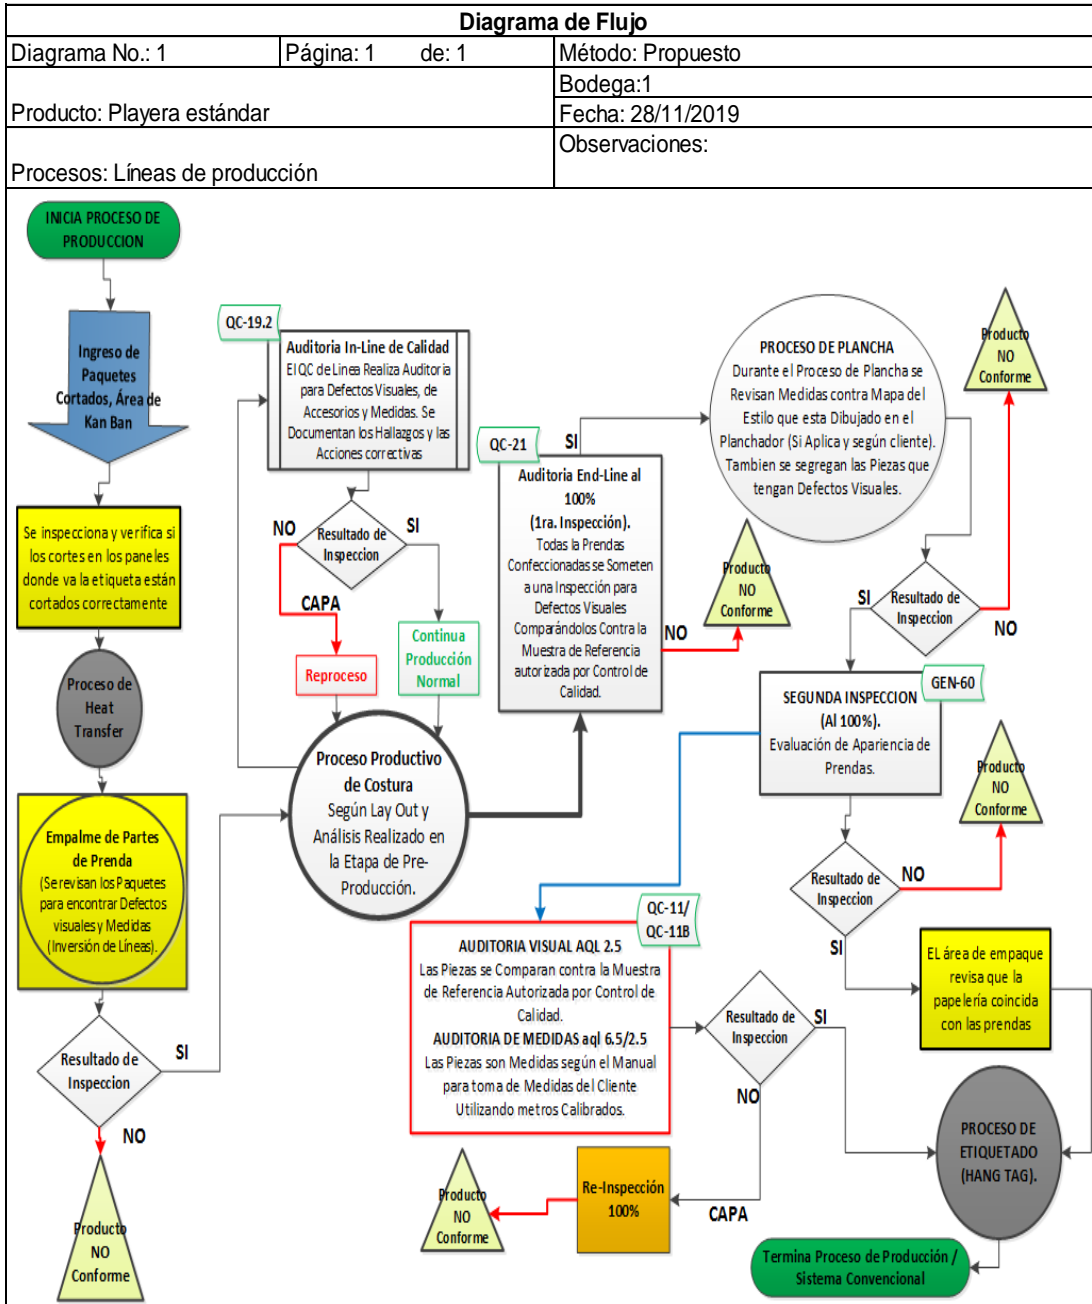 Diagrama de Flujo
Diagrama No.: 1
Página: 1 de: 1
Método: Propuesto
Producto: Playera estándar
Bodega:1
Fecha: 28/11/2019
Procesos: Líneas de producción
Observaciones:
INICIA PROCESO DE
PRODUCCION
Ingreso de
Paquetes
Cortados, Área de
Kan Ban
Se inspecciona y verifica si
los cortes en los paneles
donde va la etiqueta están
cortados correctamente
Proceso de
Heat
Transfer
Empalme de Partes
de Prenda
(Se revisan los Paquetes
para encontrar Defectos
visuales y Medidas
(Inversión de Líneas).
Resultado de
Inspeccion
SI
NO
Producto
NO
Conforme
QC-19.2
Auditoria In-Line de Calidad
El QC de Linea Realiza Auditoria
para Defectos Visuales, de
Accesorios y Medidas. Se
Documentan los Hallazgos y las
Acciones correctivas
NO
Resultado de
Inspeccion
SI
CAPA
Reproceso
Continua
Producción
Normal
Proceso Productivo
de Costura
Según Lay Out y
Análisis Realizado en
la Etapa de Pre-
Producción.
QC-21
SI
Auditoria End-Line al
100%
(1ra. Inspección).
Todas la Prendas
Confeccionadas se Someten
a una Inspección para
Defectos Visuales
Comparándolos Contra la
Muestra de Referencia
autorizada por Control de
Calidad.
NO
Producto
NO
Conforme
PROCESO DE PLANCHA
Durante el Proceso de Plancha se
Revisan Medidas contra Mapa del
Estilo que esta Dibujado en el
Planchador (Si Aplica y según cliente).
Tambien se segregan las Piezas que
tengan Defectos Visuales.
Producto
NO
Conforme
SI
Resultado de
Inspeccion
NO
GEN-60
SEGUNDA INSPECCION
(Al 100%).
Evaluación de Apariencia de
Prendas.
Producto
NO
Conforme
Resultado de
Inspeccion
NO
SI
EL área de empaque
revisa que la
papelería coincida
con las prendas
QC-11/
QC-11B
AUDITORIA VISUAL AQL 2.5
Las Piezas se Comparan contra la Muestra
de Referencia Autorizada por Control de
Calidad.
AUDITORIA DE MEDIDAS aql 6.5/2.5
Las Piezas son Medidas según el Manual
para toma de Medidas del Cliente
Utilizando metros Calibrados.
Resultado de
Inspeccion
SI
NO
CAPA
Re-Inspección
100%
Producto
NO
Conforme
PROCESO DE
ETIQUETADO
(HANG TAG).
Termina Proceso de Producción /
Sistema Convencional